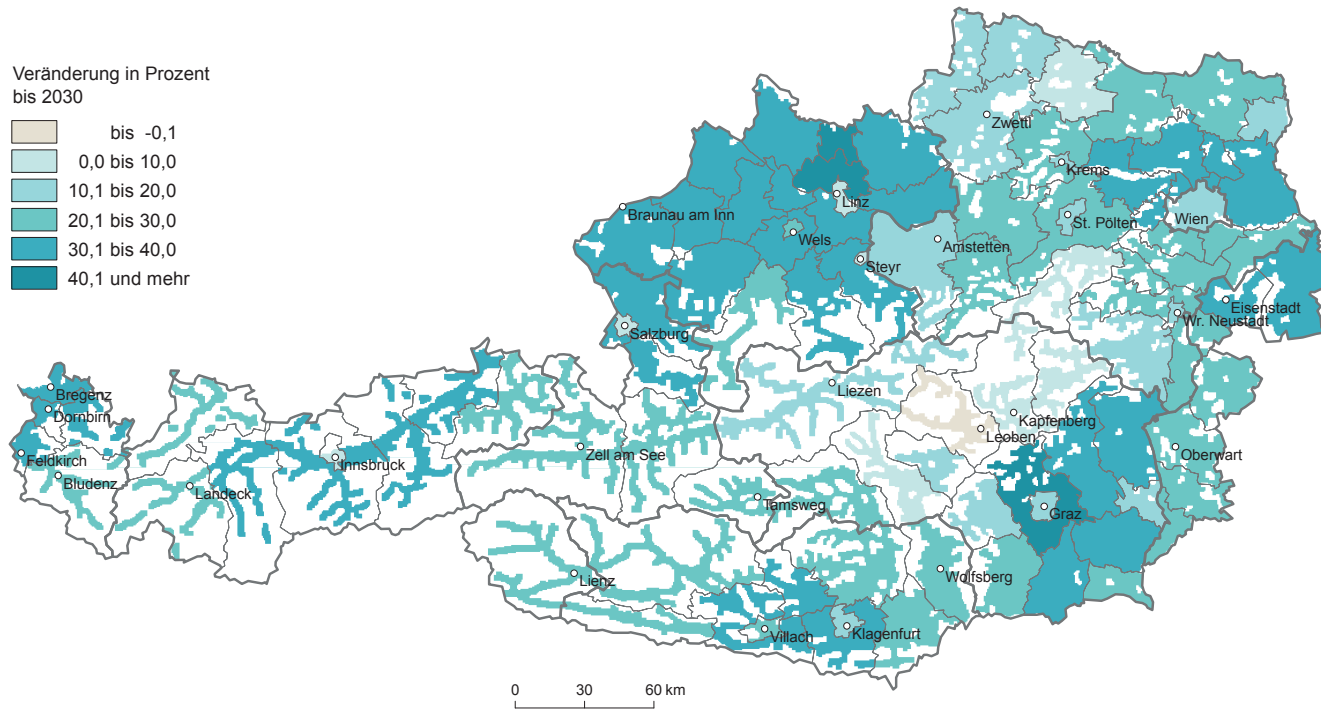 Veränderung in Prozent
bis 2030
bis -0,1
0,0 bis 10,0
10,1 bis 20,0
20,1 bis 30,0
30,1 bis 40,0
40,1 und mehr
Zwettl
Krems
Linz
Braunau am Inn
Wien
St. Pölten
Wels
Amstetten
Steyr
Eisenstadt
Wr. Neustadt
Salzburg
Liezen
Bregenz
Dornbirn
Kapfenberg
Leoben
Feldkirch
Innsbruck
Zell am See
Oberwart
Bludenz
Landeck
Tamsweg
Graz
Wolfsberg
Lienz
Villach
Klagenfurt
0 30 60 km